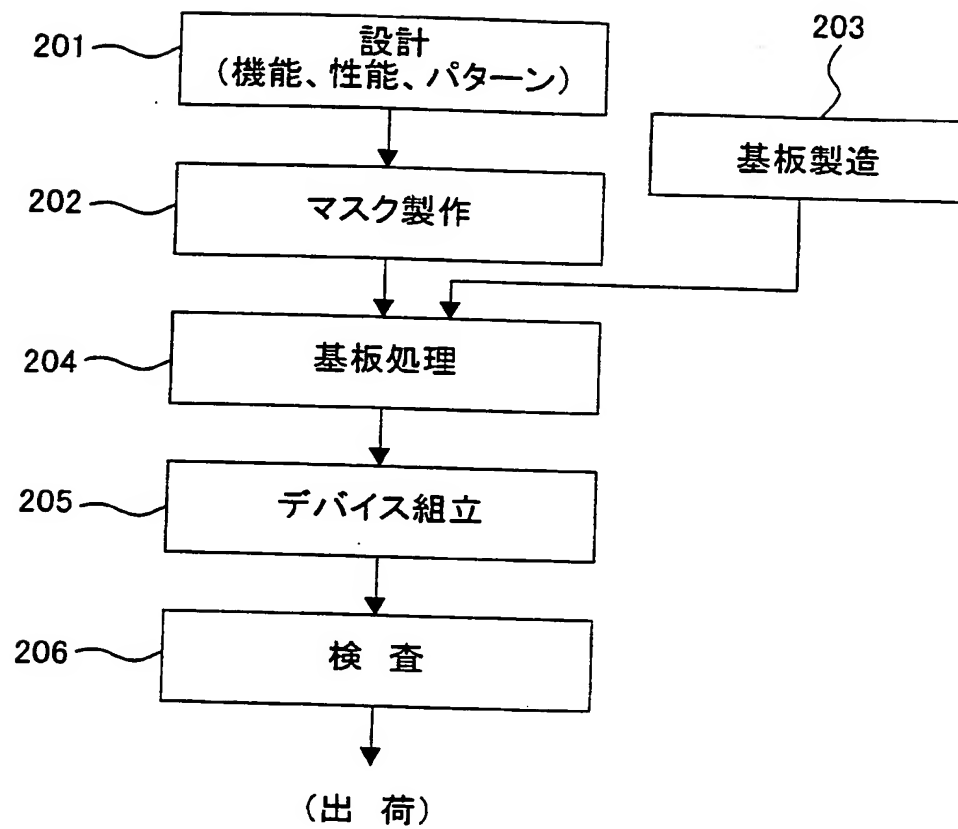 201
設計
(機能、性能、パターン)
203
基板製造
202
マスク製作
204
基板処理
205
デバイス組立
206
検 査
(出 荷)